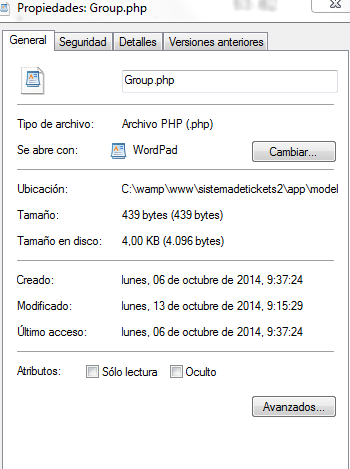 Propiedades: Group.php
General Seguridad Detalles Versiones anteriores
Group.php
Tipo de archivo: Archivo PHP (.php)
Se abre con: WordPad Cambiar...
Ubicación: C:\wamp\www\sistemadetickets2\app\model
Tamaño: 439 bytes (439 bytes)
Tamaño en disco: 4,00 KB (4.096 bytes)
Creado: lunes, 06 de octubre de 2014, 9:37:24
Modificado: lunes, 13 de octubre de 2014, 9:15:29
Último acceso: lunes, 06 de octubre de 2014, 9:37:24
Atributos: Sólo lectura Oculto
Avanzados...